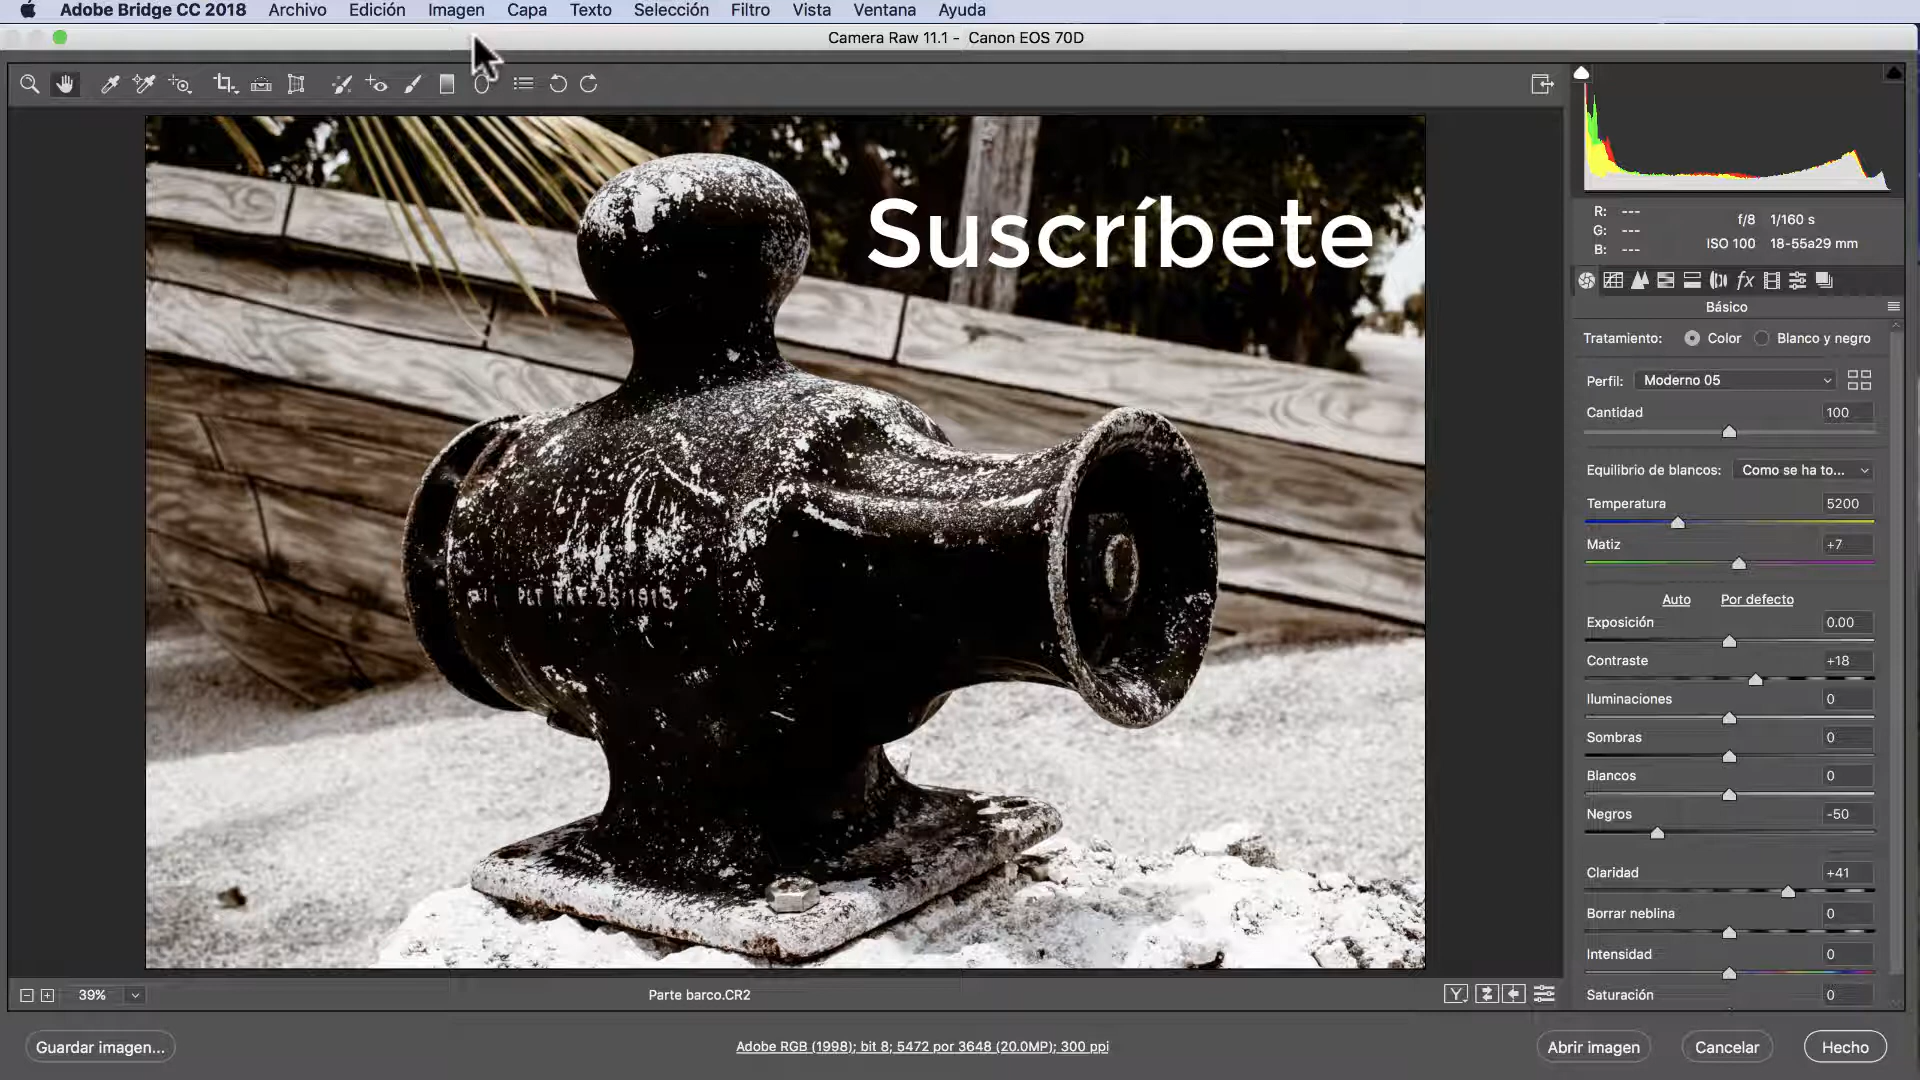 Adobe Bridge CC 2018 Archivo Edición Imagen Capa Texto Selección Filtro Vista Ventana Ayuda
Camera Raw 11.1 - Canon EOS 70D
Suscríbete
R: ---
G: ---
B: ---
f/8 1/160 s
ISO 100 18-55a29 mm
fx
Básico
Tratamiento: Color Blanco y negro
Perfil: Moderno 05
Cantidad 100
Equilibrio de blancos: Como se ha to...
Temperatura 5200
Matiz +7
Auto Por defecto
Exposición 0.00
Contraste +18
Iluminaciones 0
Sombras 0
Blancos 0
Negros -50
Claridad +41
Borrar neblina 0
Intensidad 0
Saturación 0
39% Parte barco.CR2 Y
Guardar imagen... Adobe RGB (1998); bit 8; 5472 por 3648 (20.0MP); 300 ppi Abrir imagen Cancelar Hecho